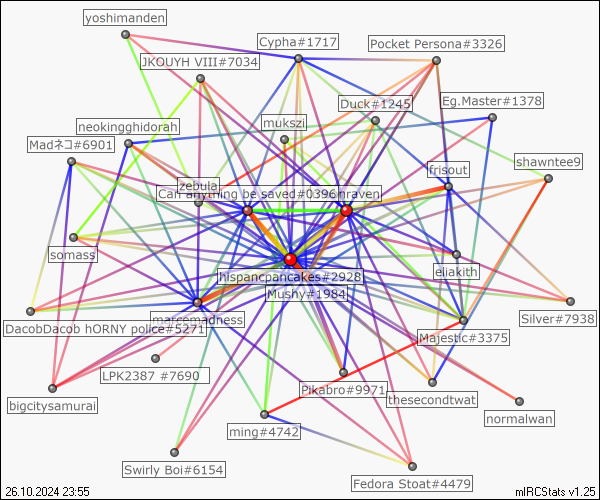 yoshimanden
Cypha#1717
Pocket Persona#3326
JKOUYH VIII#7034
Duck#1245
Eg.Master#1378
mukszi
neokingghidorah
Madネコ#6901
frisout
shawntee9
zebula
Can anything be saved#0396
nraven
somass
eliakith
hispancpancakes#2928
Mushy#1984
marcemadness
Silver#7938
DacobDacob hORNY police#5271
Majestic#3375
LPK2387 #7690
Pikabro#9971
thesecondtwat
bigcitysamurai
normalwan
ming#4742
Swirly Boi#6154
Fedora Stoat#4479
26.10.2024 23:55
mIRCStats v1.25